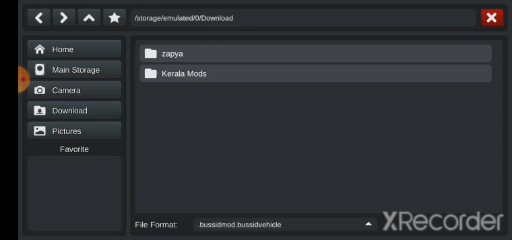 /storage/emulated/0/Download
Home
Main Storage
Camera
Download
Pictures
Favorite
zapya
Kerala Mods
File Format:
.bussidmod.bussidvehicle
XRecorder